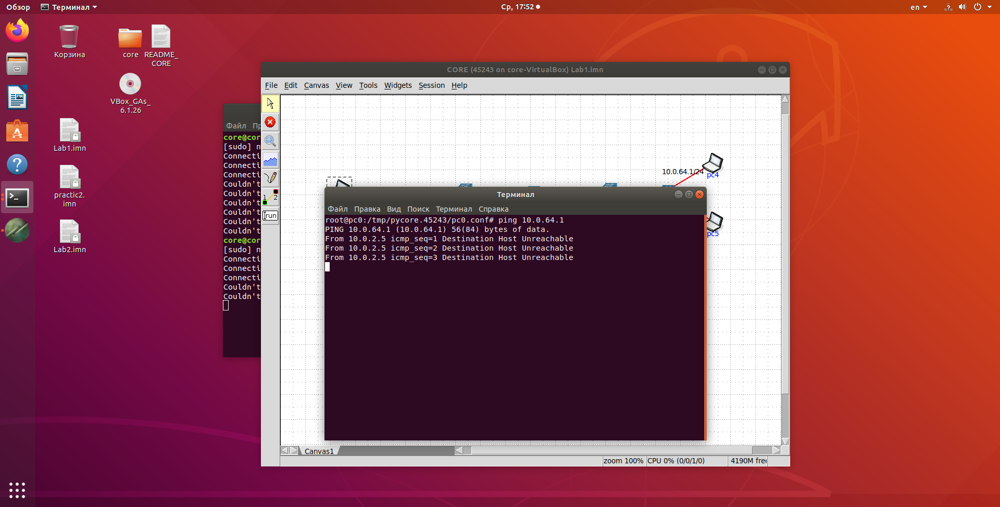 Обзор
Терминал
Ср, 17:52
en
Корзина
core
README_
CORE
VBox_GAs_
6.1.26
Lab1.imn
practic2.
imn
Lab2.imn
Файл
core@cor
[sudo]
Connecti
Connecti
Connecti
Couldn't
Couldn't
Couldn't
Couldn't
Couldn't
Couldn't
core@cor
[sudo]
Connecti
Connecti
Connecti
Couldn't
Couldn't
CORE (45243 on core-VirtualBox) Lab1.imn
File Edit Canvas View Tools Widgets Session Help
1 2
run
10.0.64.1/24
pc4
pc5
Терминал
Файл Правка Вид Поиск Терминал Справка
root@pc0:/tmp/pycore.45243/pc0.conf# ping 10.0.64.1
PING 10.0.64.1 (10.0.64.1) 56(84) bytes of data.
From 10.0.2.5 icmp_seq=1 Destination Host Unreachable
From 10.0.2.5 icmp_seq=2 Destination Host Unreachable
From 10.0.2.5 icmp_seq=3 Destination Host Unreachable
Canvas1
zoom 100% CPU 0% (0/0/1/0) 4190M free